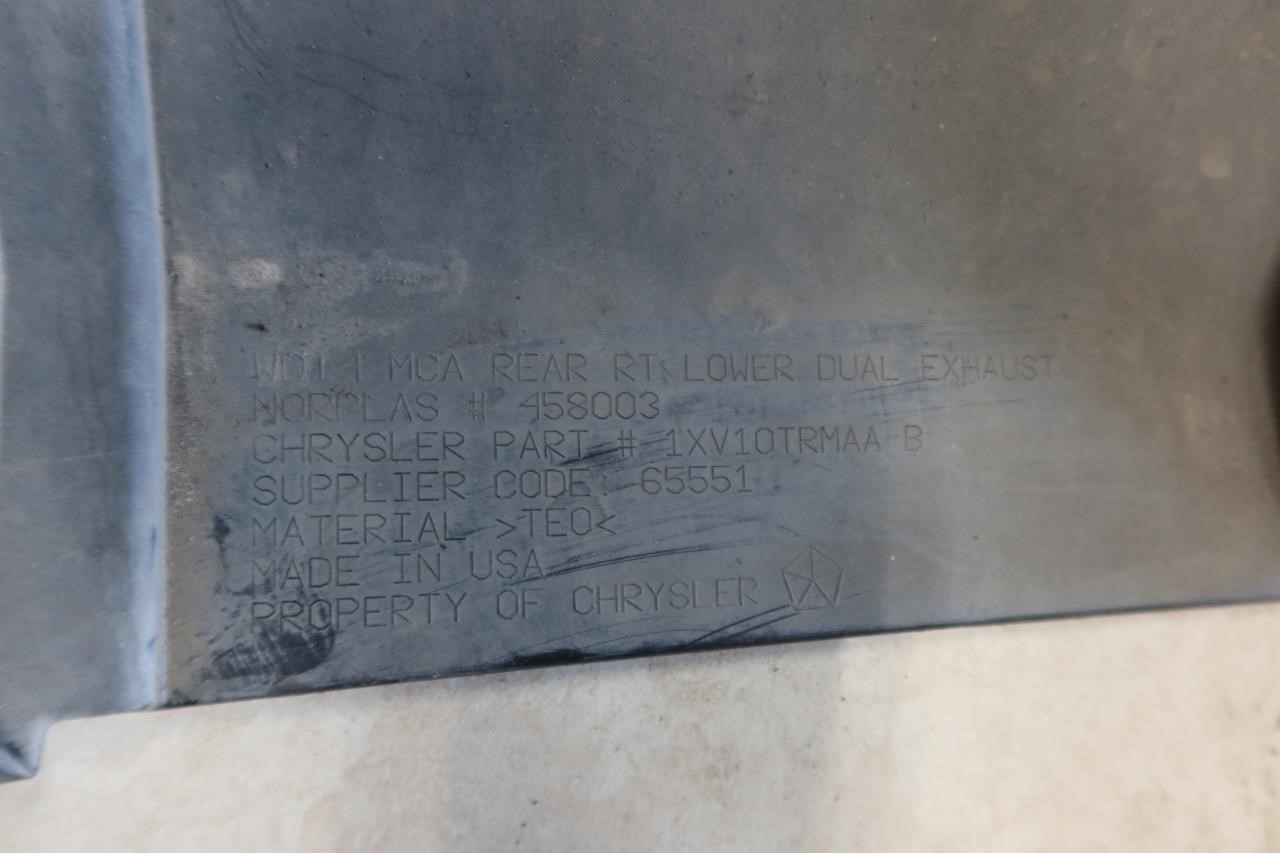 MCA REAR RT LOWER DUAL EXHAUST
NORPLAS # 458003
CHRYSLER PART # 1XV10TRMAA-B
SUPPLIER CODE: 65551
MATERIAL >TEO<
MADE IN USA
PROPERTY OF CHRYSLER